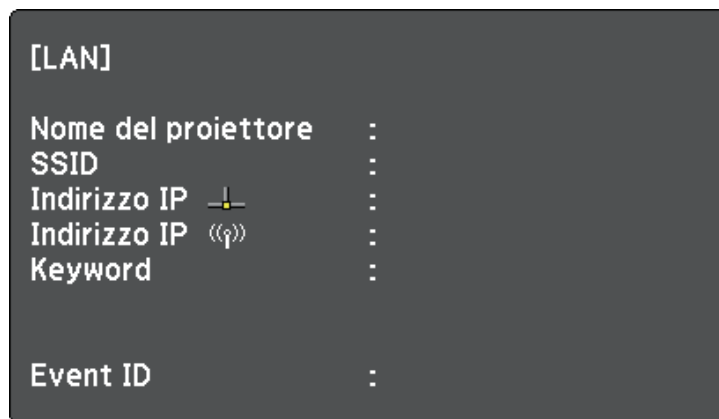 [LAN]
Nome del proiettore :
SSID :
Indirizzo IP :
Indirizzo IP :
Keyword :
Event ID :